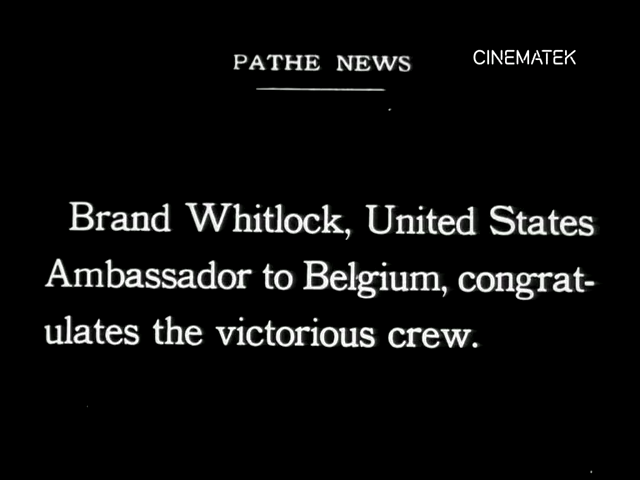 PATHE NEWS
CINEMATEK
Brand Whitlock, United States
Ambassador to Belgium, congrat-
ulates the victorious crew.